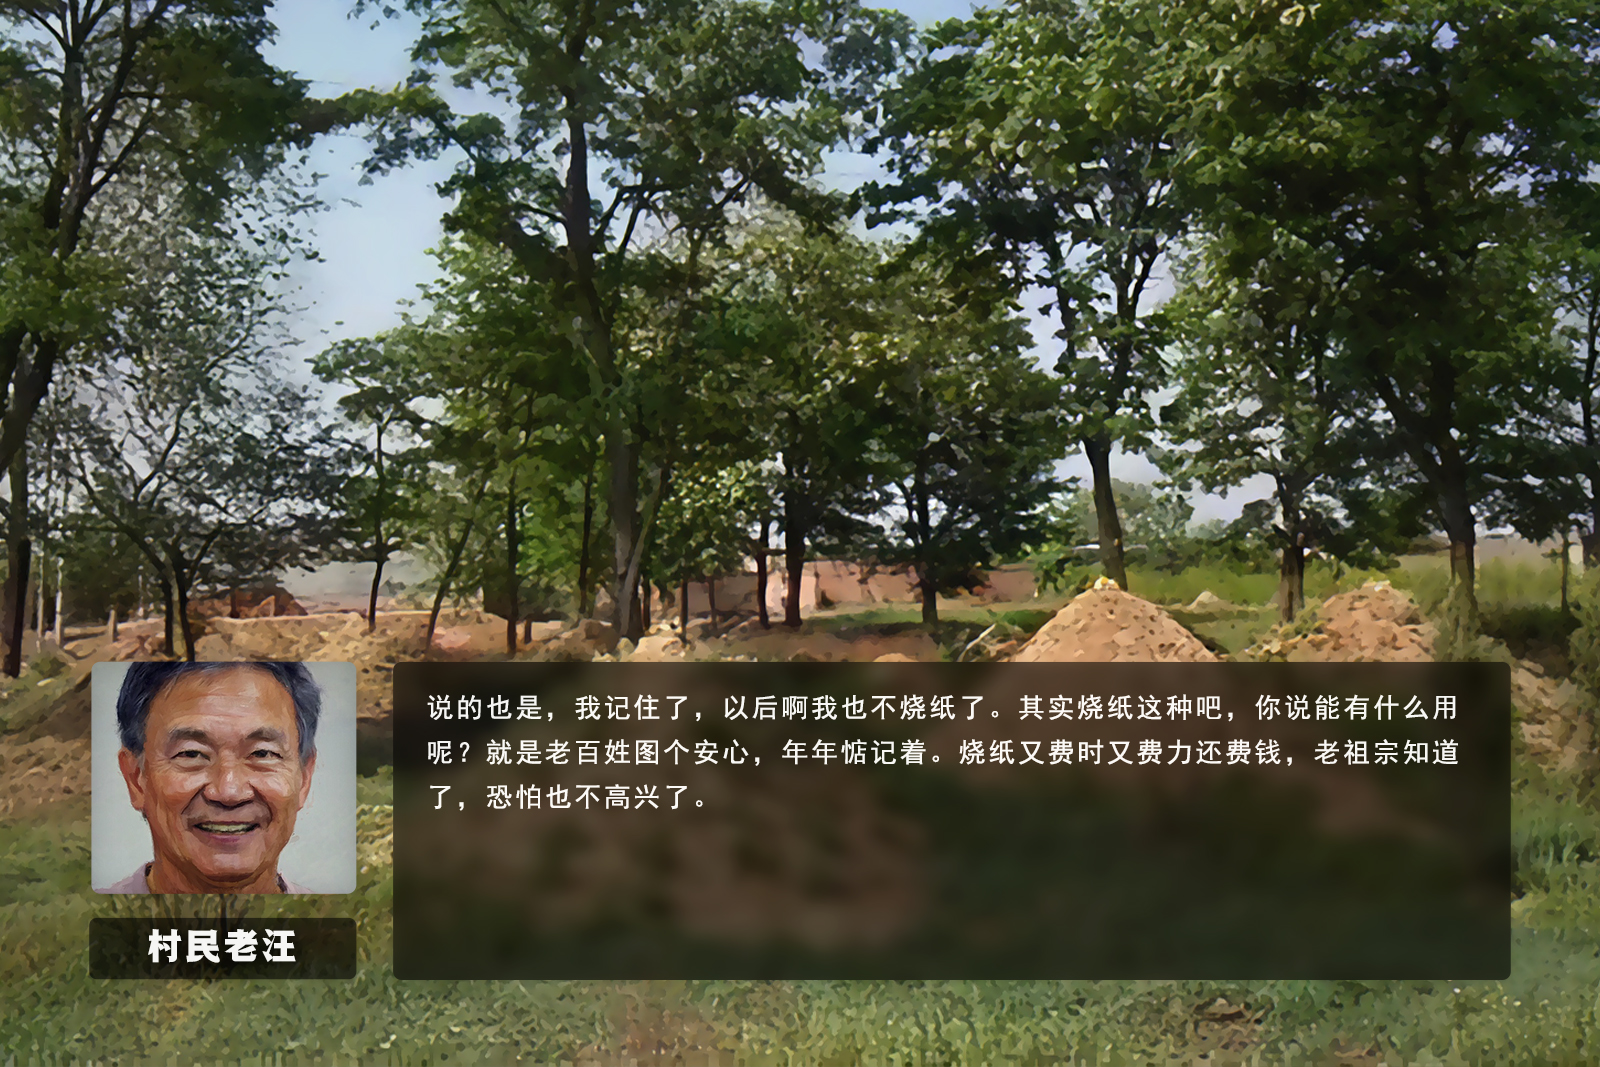 说的也是，我记住了，以后啊我也不烧纸了。其实烧纸这种吧，你说能有什么用
呢？就是老百姓图个安心，年年惦记着。烧纸又费时又费力还费钱，老祖宗知道
了，恐怕也不高兴了。
村民老汪